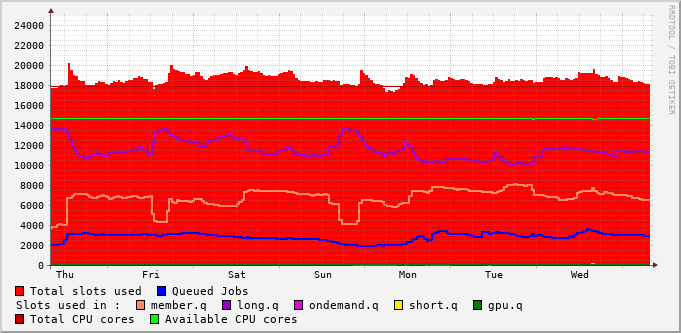 24000
22000
20000
18000
16000
14000
12000
10000
8000
6000
4000
2000
0
Thu Fri Sat Sun Mon Tue Wed
RRDTOOL / TOBI OETIKER
Total slots used Queued Jobs
Slots used in : member.q long.q ondemand.q short.q gpu.q
Total CPU cores Available CPU cores